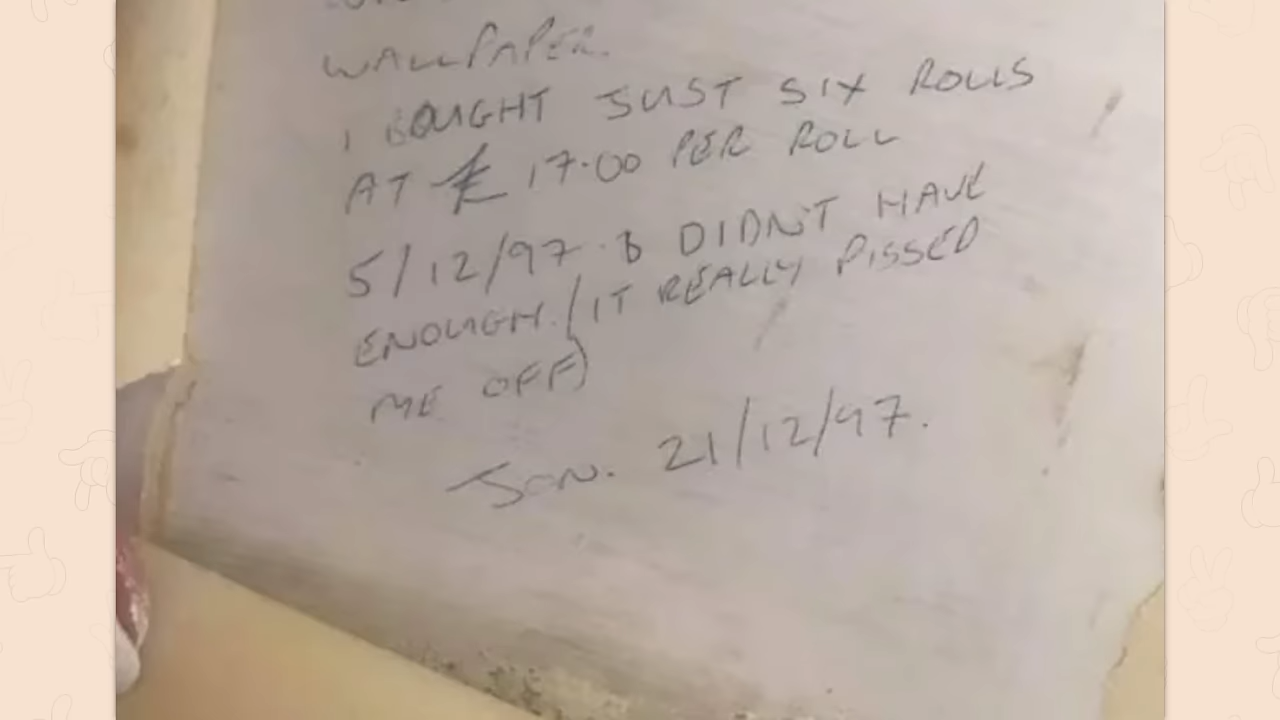 WALLPAPER.
I BOUGHT JUST SIX ROLLS
AT £17.00 PER ROLL
5/12/97. & DIDN'T HAVE
ENOUGH. (IT REALLY PISSED
ME OFF)
JON. 21/12/97.